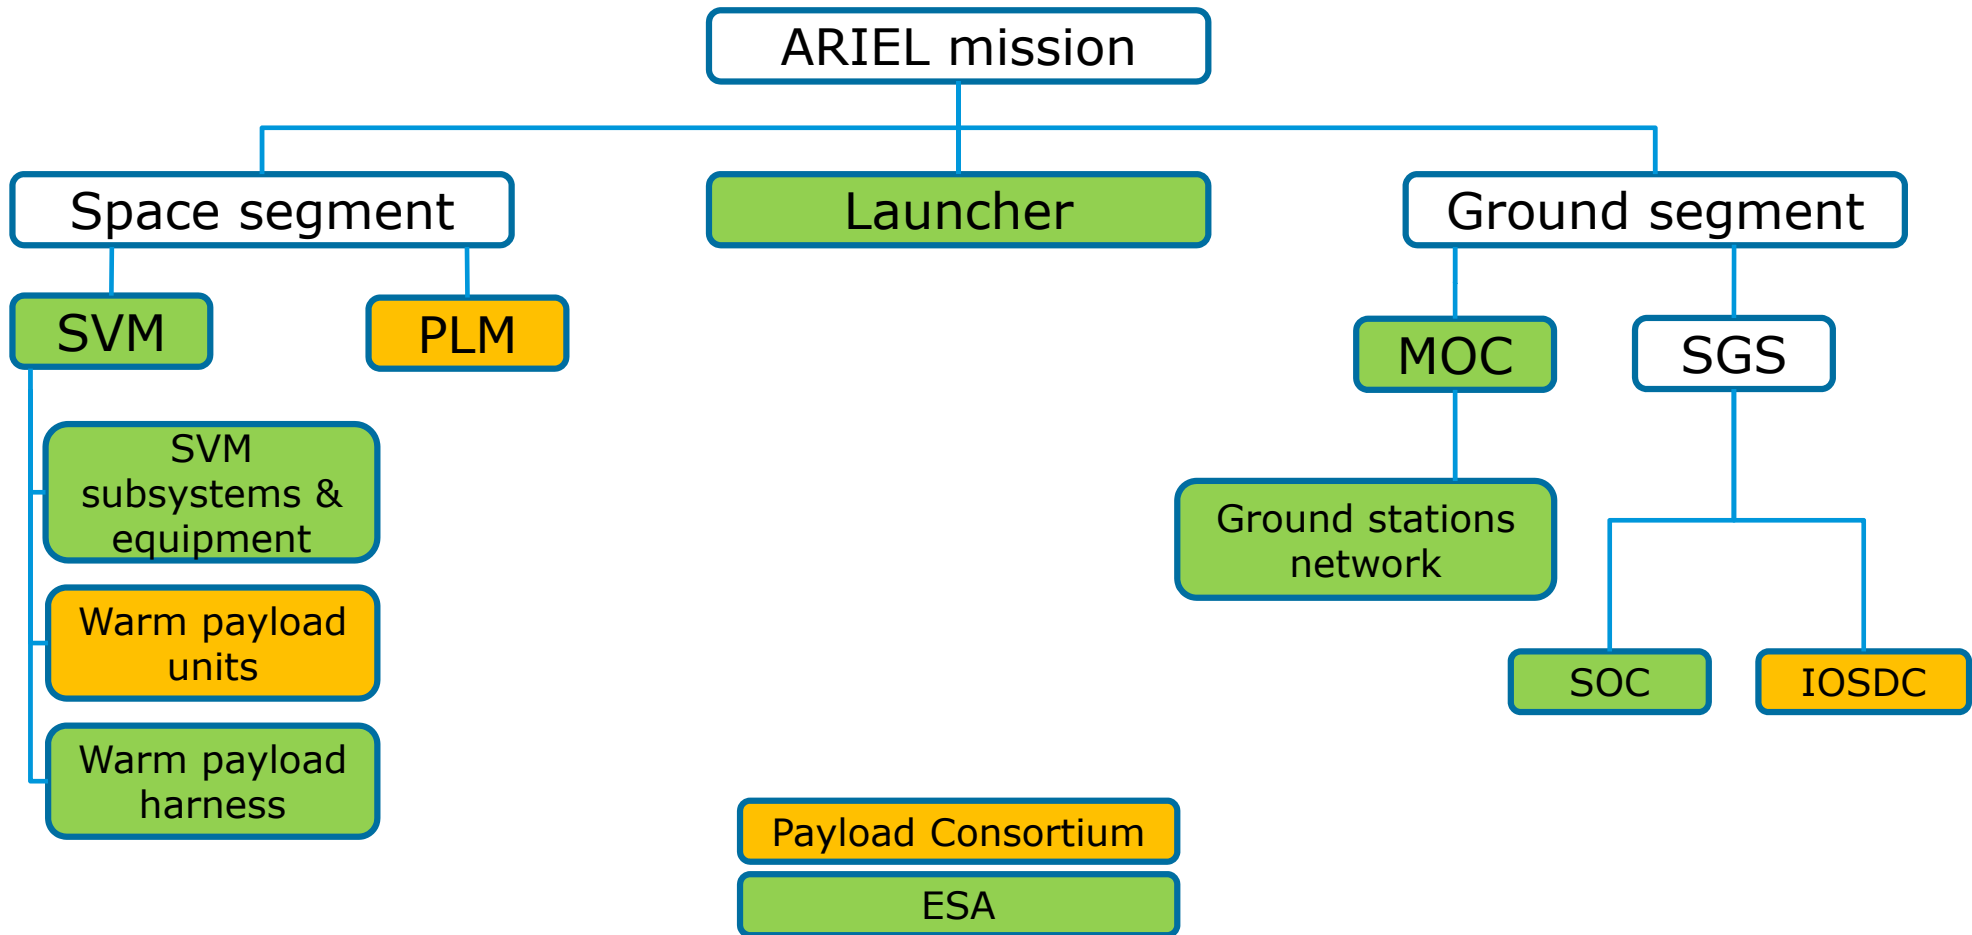 ARIEL mission
Space segment
Launcher
Ground segment
SVM
PLM
MOC
SGS
SVM
subsystems &
equipment
Ground stations
network
Warm payload
units
SOC
IOSDC
Warm payload
harness
Payload Consortium
ESA